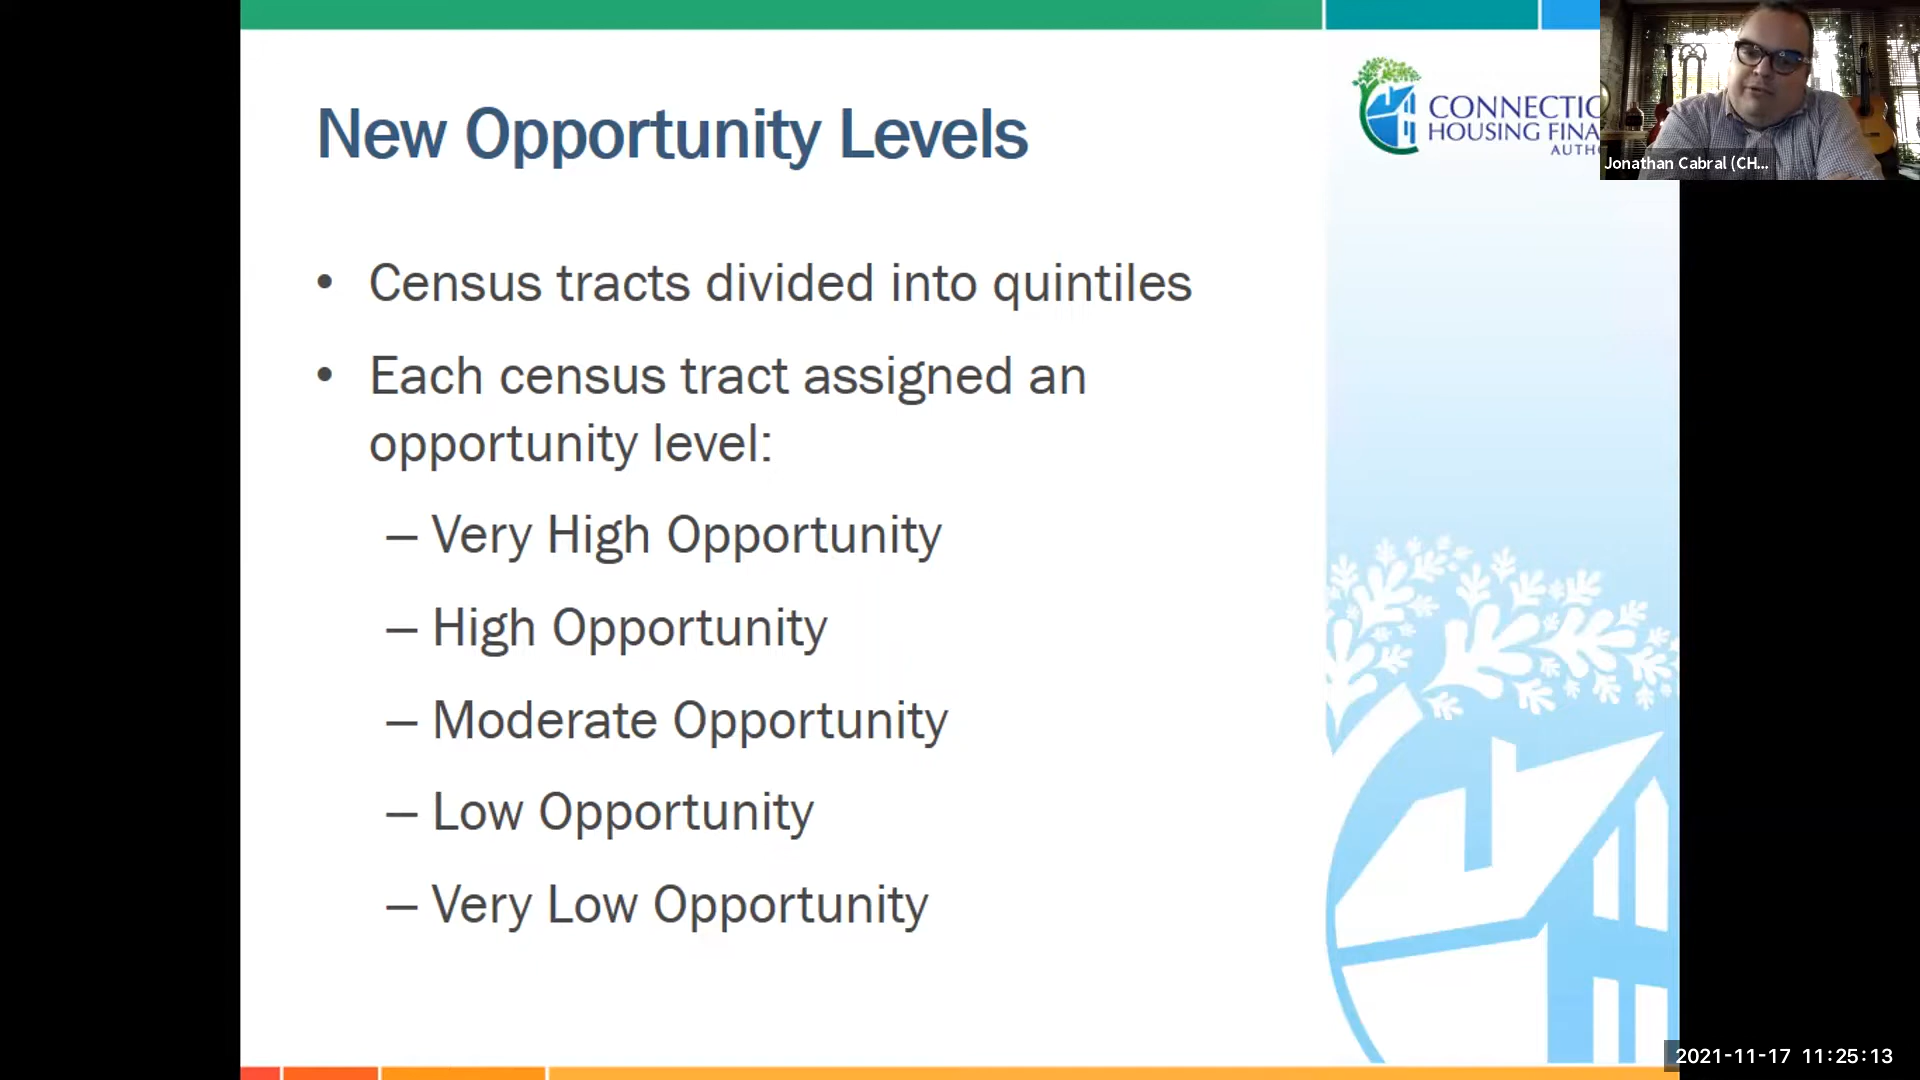 New Opportunity Levels
CONNECTIC
HOUSING FINA
AUTH
Jonathan Cabral (CH...
• Census tracts divided into quintiles
• Each census tract assigned an
opportunity level:
– Very High Opportunity
– High Opportunity
– Moderate Opportunity
– Low Opportunity
– Very Low Opportunity
2021-11-17 11:25:13